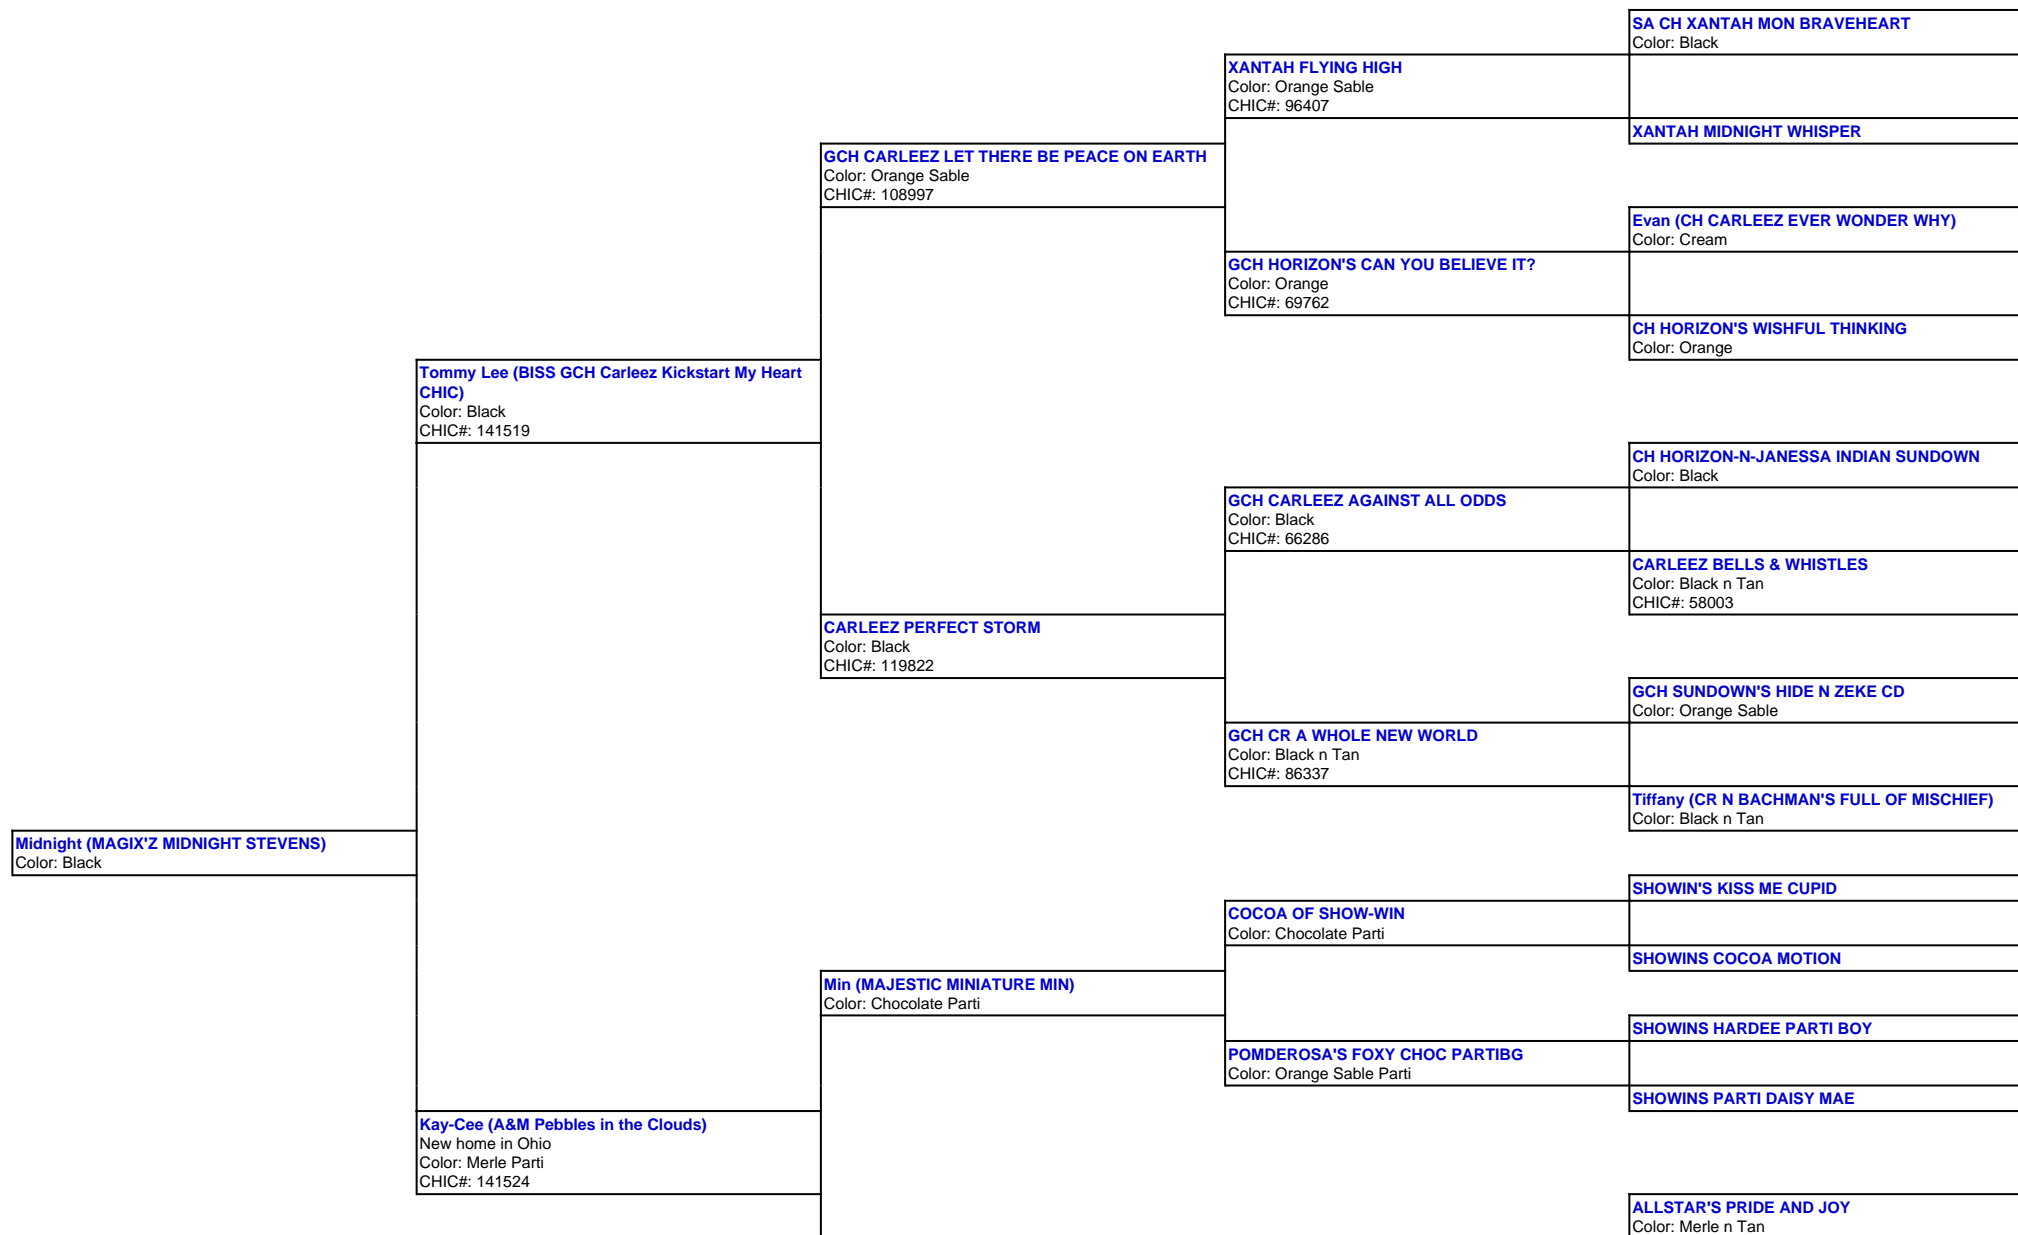 SA CH XANTAH MON BRAVEHEART
Color: Black
XANTAH FLYING HIGH
Color: Orange Sable
CHIC#: 96407
XANTAH MIDNIGHT WHISPER
GCH CARLEEZ LET THERE BE PEACE ON EARTH
Color: Orange Sable
CHIC#: 108997
Evan (CH CARLEEZ EVER WONDER WHY)
Color: Cream
GCH HORIZON'S CAN YOU BELIEVE IT?
Color: Orange
CHIC#: 69762
CH HORIZON'S WISHFUL THINKING
Color: Orange
Tommy Lee (BISS GCH Carleez Kickstart My Heart
CHIC)
Color: Black
CHIC#: 141519
CH HORIZON-N-JANESSA INDIAN SUNDOWN
Color: Black
GCH CARLEEZ AGAINST ALL ODDS
Color: Black
CHIC#: 66286
CARLEEZ BELLS & WHISTLES
Color: Black n Tan
CHIC#: 58003
CARLEEZ PERFECT STORM
Color: Black
CHIC#: 119822
GCH SUNDOWN'S HIDE N ZEKE CD
Color: Orange Sable
GCH CR A WHOLE NEW WORLD
Color: Black n Tan
CHIC#: 86337
Tiffany (CR N BACHMAN'S FULL OF MISCHIEF)
Color: Black n Tan
Midnight (MAGIX'Z MIDNIGHT STEVENS)
Color: Black
SHOWIN'S KISS ME CUPID
COCOA OF SHOW-WIN
Color: Chocolate Parti
SHOWINS COCOA MOTION
Min (MAJESTIC MINIATURE MIN)
Color: Chocolate Parti
SHOWINS HARDEE PARTI BOY
POMDEROSA'S FOXY CHOC PARTIBG
Color: Orange Sable Parti
SHOWINS PARTI DAISY MAE
Kay-Cee (A&M Pebbles in the Clouds)
New home in Ohio
Color: Merle Parti
CHIC#: 141524
ALLSTAR'S PRIDE AND JOY
Color: Merle n Tan